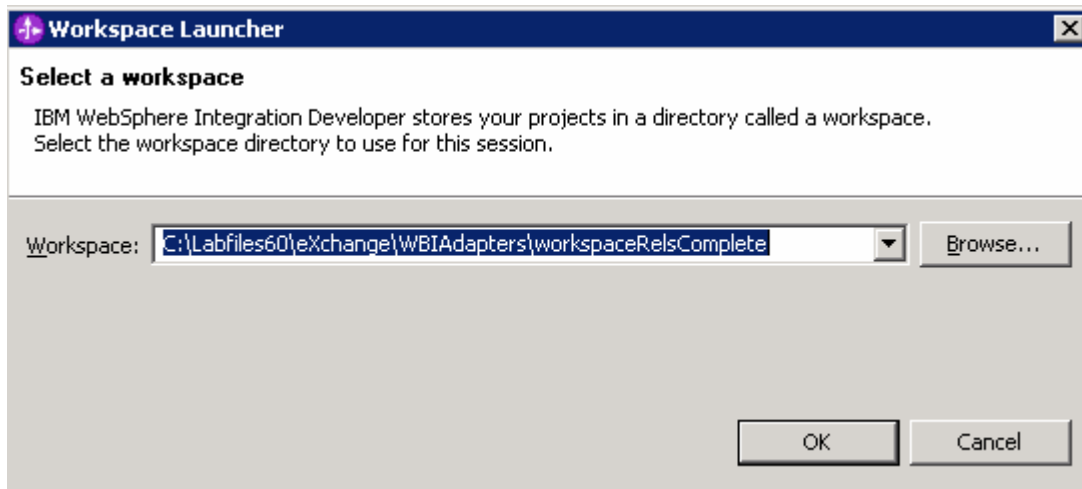 Workspace Launcher
Select a workspace
IBM WebSphere Integration Developer stores your projects in a directory called a workspace.
Select the workspace directory to use for this session.
Workspace: C:\Labfiles60\eXchange\WBIAdapters\workspaceRelsComplete Browse...
OK Cancel